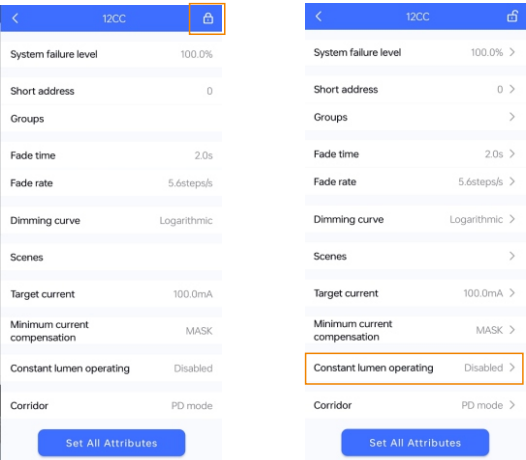 12CC
System failure level 100.0%
Short address 0
Groups
Fade time 2.0s
Fade rate 5.6steps/s
Dimming curve Logarithmic
Scenes
Target current 100.0mA
Minimum current
compensation MASK
Constant lumen operating Disabled
Corridor PD mode
Set All Attributes
12CC
System failure level 100.0%
Short address 0
Groups
Fade time 2.0s
Fade rate 5.6steps/s
Dimming curve Logarithmic
Scenes
Target current 100.0mA
Minimum current
compensation MASK
Constant lumen operating Disabled
Corridor PD mode
Set All Attributes